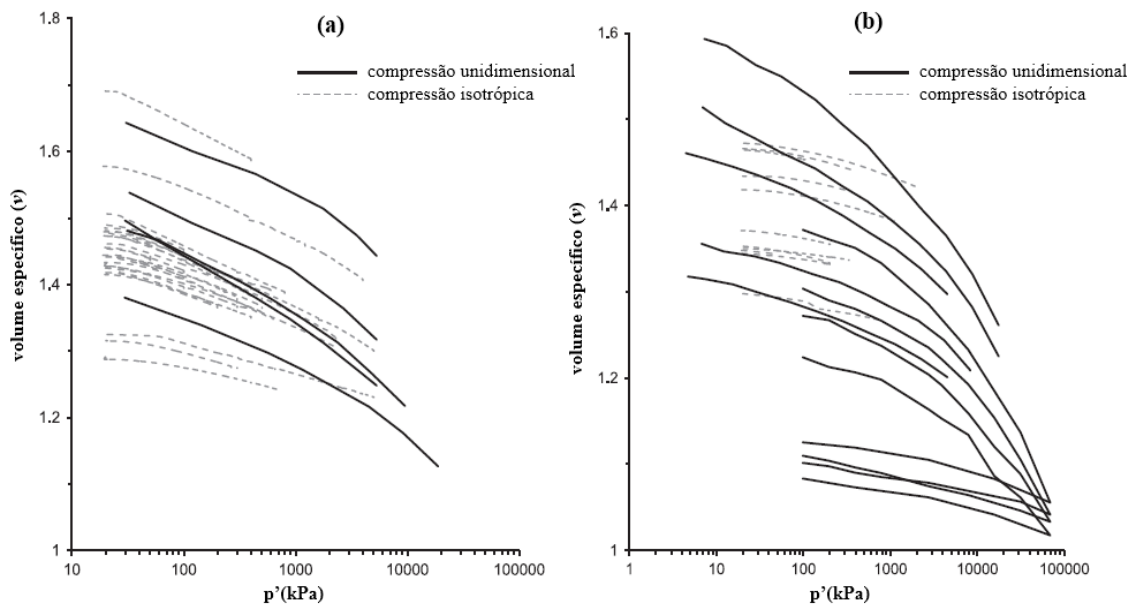 (a)
compressão unidimensional
compressão isotrópica
1.8
1.6
1.4
1.2
1
volume específico (v)
10
100
1000
10000
100000
p'(kPa)
(b)
compressão unidimensional
compressão isotrópica
1.6
1.4
1.2
1
volume específico (v)
1
10
100
1000
10000
100000
p'(kPa)